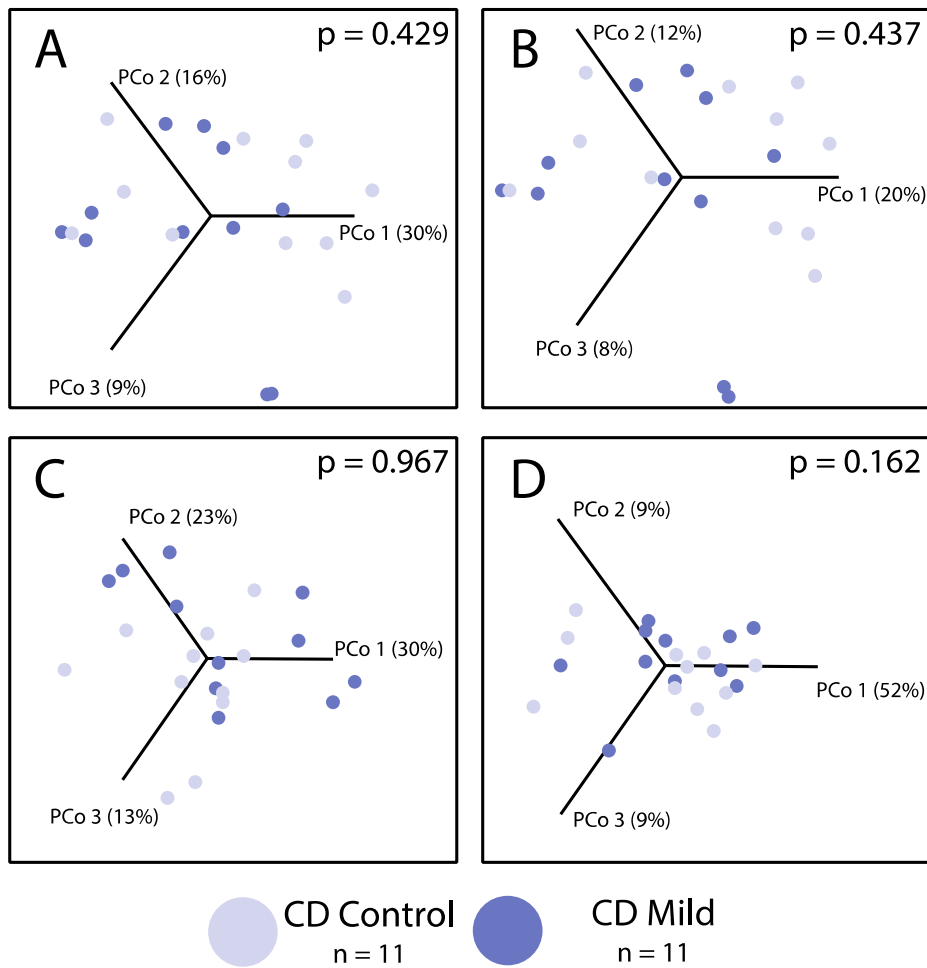 A
p = 0.429
PCo 2 (16%)
PCo 1 (30%)
PCo 3 (9%)
B
PCo 2 (12%)
p = 0.437
PCo 1 (20%)
PCo 3 (8%)
C
p = 0.967
PCo 2 (23%)
PCo 1 (30%)
PCo 3 (13%)
D
p = 0.162
PCo 2 (9%)
PCo 1 (52%)
PCo 3 (9%)
CD Control
n = 11
CD Mild
n = 11